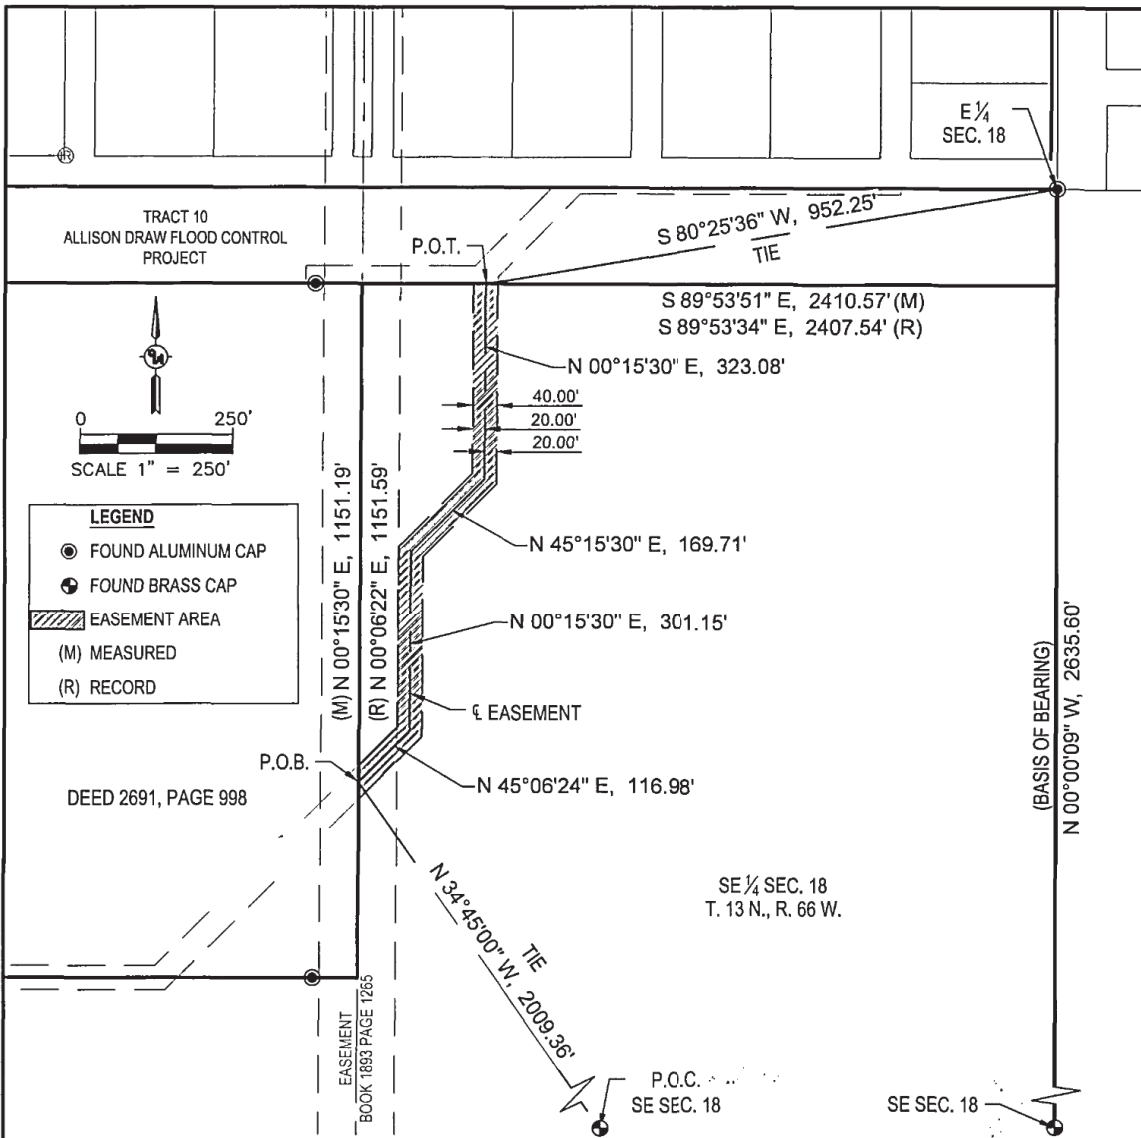 E 1/4
SEC. 18
TRACT 10
ALLISON DRAW FLOOD CONTROL
PROJECT
P.O.T.
S 80°25'36" W, 952.25'
TIE
S 89°53'51" E, 2410.57' (M)
S 89°53'34" E, 2407.54' (R)
N 00°15'30" E, 323.08'
40.00'
20.00'
20.00'
0 250'
SCALE 1" = 250'
LEGEND
FOUND ALUMINUM CAP
FOUND BRASS CAP
EASEMENT AREA
(M) MEASURED
(R) RECORD
(M) N 00°15'30" E, 1151.19'
(R) N 00°06'22" E, 1151.59'
N 45°15'30" E, 169.71'
N 00°15'30" E, 301.15'
℄ EASEMENT
P.O.B.
N 45°06'24" E, 116.98'
DEED 2691, PAGE 998
(BASIS OF BEARING)
N 00°00'09" W, 2635.60'
SE 1/4 SEC. 18
T. 13 N., R. 66 W.
N 34°45'00" W, 2009.36'
TIE
EASEMENT
BOOK 1893 PAGE 1265
P.O.C.
SE SEC. 18
SE SEC. 18